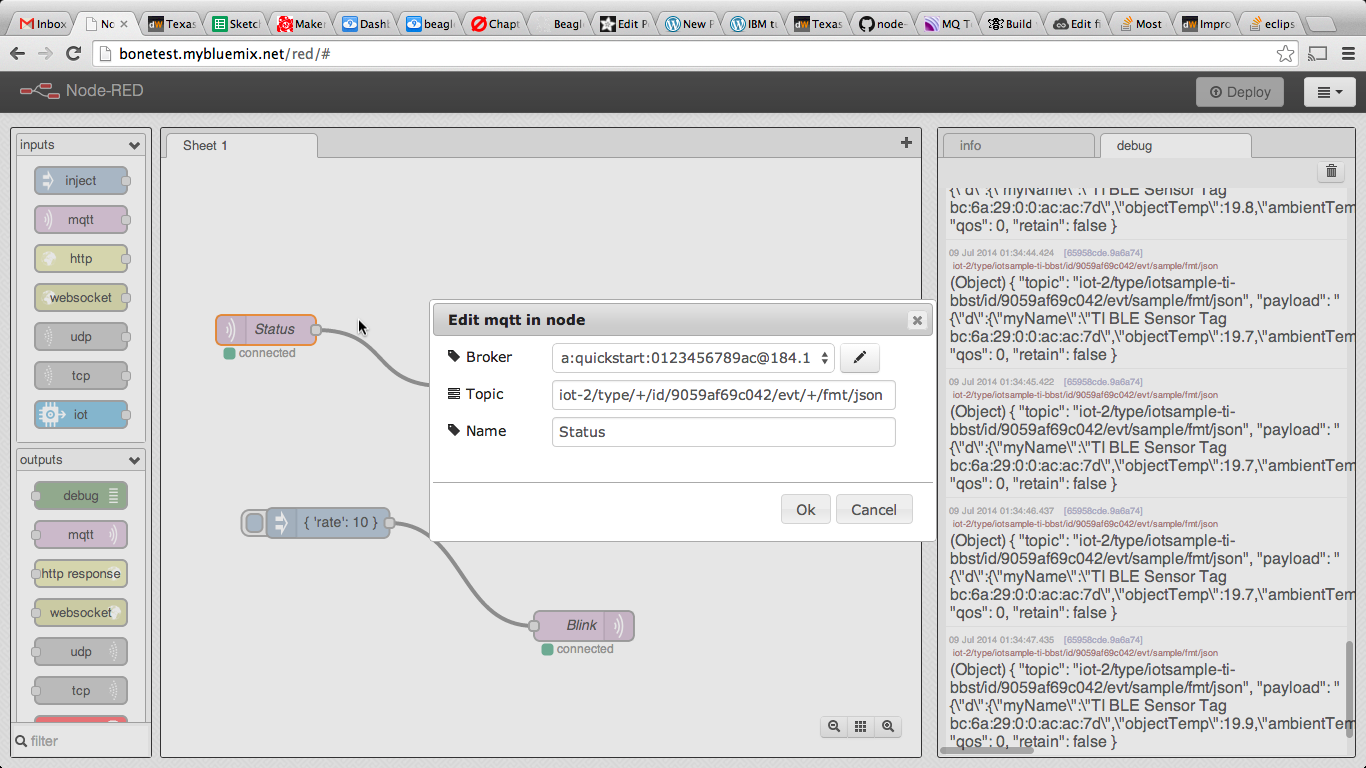 Inbox
No
Texas
Sketch
Maker
Dash
beagle
Chapt
Beagle
Edit P
New P
IBM tu
Texas
node-
MQ T
Build
Edit f
Most
Impro
eclips
bonetest.mybluemix.net/red/#
Node-RED
Deploy
inputs
inject
mqtt
http
websocket
udp
tcp
iot
outputs
debug
mqtt
http response
websocket
udp
tcp
filter
Sheet 1
Status
connected
{ 'rate': 10 }
Blink
connected
Edit mqtt in node
Broker
a:quickstart:0123456789ac@184.1
Topic
iot-2/type/+/id/9059af69c042/evt/+/fmt/json
Name
Status
Ok
Cancel
info
debug
{\"d\":{\"myName\":\"TI BLE Sensor Tag
bc:6a:29:0:0:ac:ac:7d\",\"objectTemp\":19.8,\"ambientTem
"qos": 0, "retain": false }
09 Jul 2014 01:34:44.424 [65958cde.9a6a74]
iot-2/type/iotsample-ti-bbst/id/9059af69c042/evt/sample/fmt/json
(Object) { "topic": "iot-2/type/iotsample-ti-
bbst/id/9059af69c042/evt/sample/fmt/json", "payload": "
{\"d\":{\"myName\":\"TI BLE Sensor Tag
bc:6a:29:0:0:ac:ac:7d\",\"objectTemp\":19.7,\"ambientTem
"qos": 0, "retain": false }
09 Jul 2014 01:34:45.422 [65958cde.9a6a74]
iot-2/type/iotsample-ti-bbst/id/9059af69c042/evt/sample/fmt/json
(Object) { "topic": "iot-2/type/iotsample-ti-
bbst/id/9059af69c042/evt/sample/fmt/json", "payload": "
{\"d\":{\"myName\":\"TI BLE Sensor Tag
bc:6a:29:0:0:ac:ac:7d\",\"objectTemp\":19.7,\"ambientTem
"qos": 0, "retain": false }
09 Jul 2014 01:34:46.437 [65958cde.9a6a74]
iot-2/type/iotsample-ti-bbst/id/9059af69c042/evt/sample/fmt/json
(Object) { "topic": "iot-2/type/iotsample-ti-
bbst/id/9059af69c042/evt/sample/fmt/json", "payload": "
{\"d\":{\"myName\":\"TI BLE Sensor Tag
bc:6a:29:0:0:ac:ac:7d\",\"objectTemp\":19.7,\"ambientTem
"qos": 0, "retain": false }
09 Jul 2014 01:34:47.435 [65958cde.9a6a74]
iot-2/type/iotsample-ti-bbst/id/9059af69c042/evt/sample/fmt/json
(Object) { "topic": "iot-2/type/iotsample-ti-
bbst/id/9059af69c042/evt/sample/fmt/json", "payload": "
{\"d\":{\"myName\":\"TI BLE Sensor Tag
bc:6a:29:0:0:ac:ac:7d\",\"objectTemp\":19.9,\"ambientTem
"qos": 0, "retain": false }